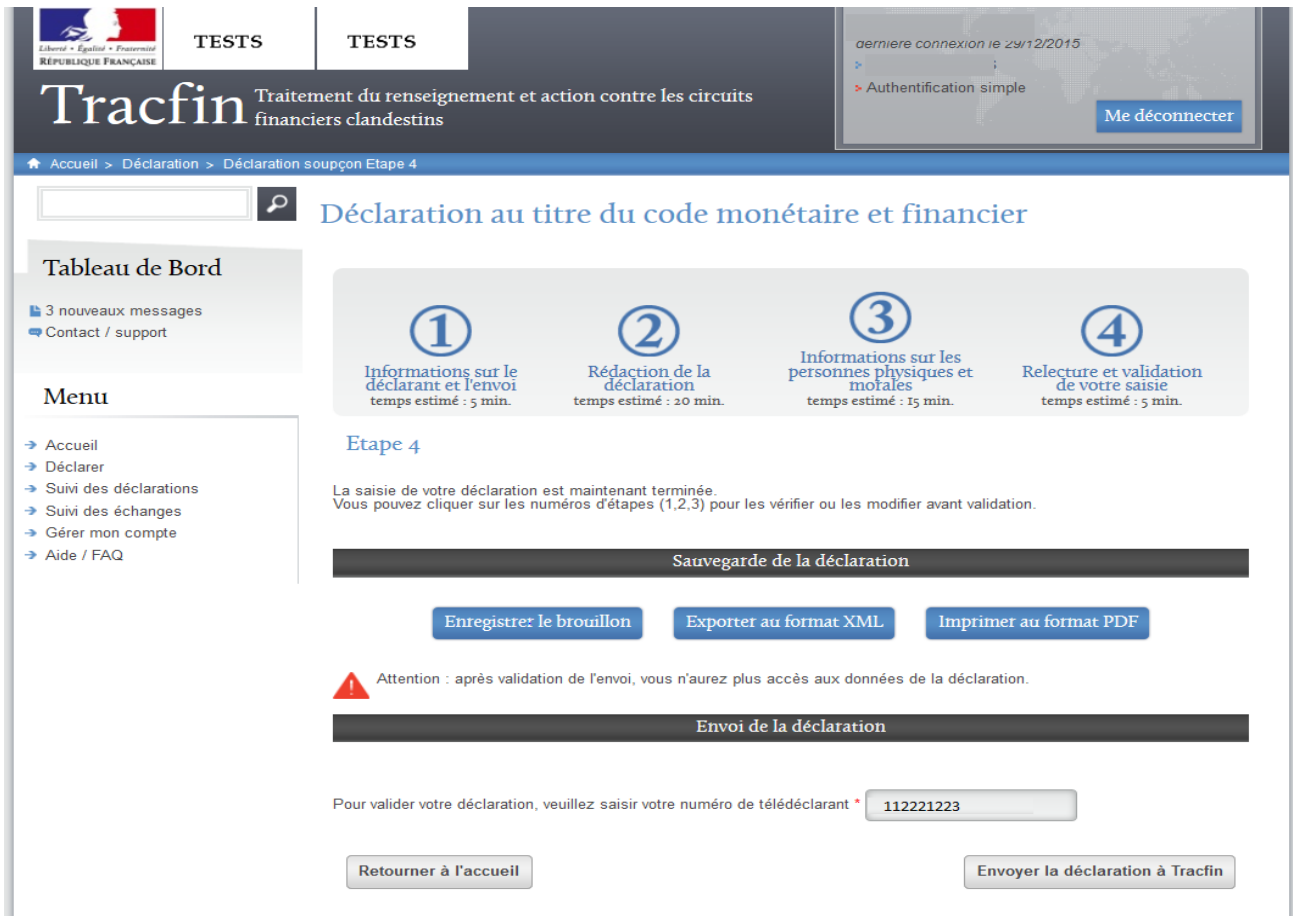 Liberté • Égalité • Fraternité
RÉPUBLIQUE FRANÇAISE
TESTS
TESTS
Tracfin
Traitement du renseignement et action contre les circuits
financiers clandestins
dernière connexion le 29/12/2015
> Authentification simple
Me déconnecter
Accueil > Déclaration > Déclaration soupçon Etape 4
Déclaration au titre du code monétaire et financier
Tableau de Bord
3 nouveaux messages
Contact / support
Menu
Accueil
Déclarer
Suivi des déclarations
Suivi des échanges
Gérer mon compte
Aide / FAQ
1
Informations sur le
déclarant et l'envoi
temps estimé : 5 min.
2
Rédaction de la
déclaration
temps estimé : 20 min.
3
Informations sur les
personnes physiques et
morales
temps estimé : 15 min.
4
Relecture et validation
de votre saisie
temps estimé : 5 min.
Etape 4
La saisie de votre déclaration est maintenant terminée.
Vous pouvez cliquer sur les numéros d'étapes (1,2,3) pour les vérifier ou les modifier avant validation.
Sauvegarde de la déclaration
Enregistrer le brouillon
Exporter au format XML
Imprimer au format PDF
Attention : après validation de l'envoi, vous n'aurez plus accès aux données de la déclaration.
Envoi de la déclaration
Pour valider votre déclaration, veuillez saisir votre numéro de télédéclarant * 112221223
Retourner à l'accueil
Envoyer la déclaration à Tracfin